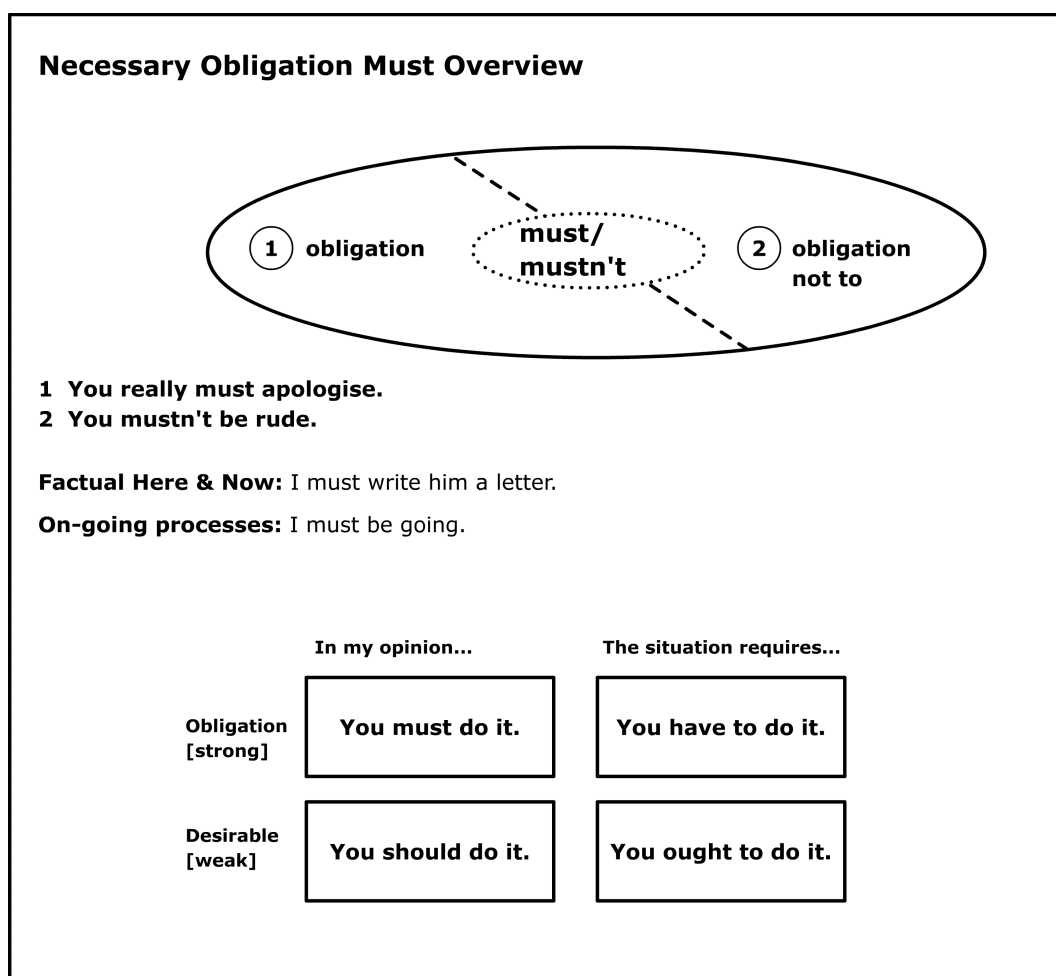 Necessary Obligation Must Overview
1 obligation
must/
mustn't
2 obligation
not to
1 You really must apologise.
2 You mustn't be rude.
Factual Here & Now: I must write him a letter.
On-going processes: I must be going.
In my opinion... The situation requires...
Obligation
[strong]
You must do it. You have to do it.
Desirable
[weak]
You should do it. You ought to do it.